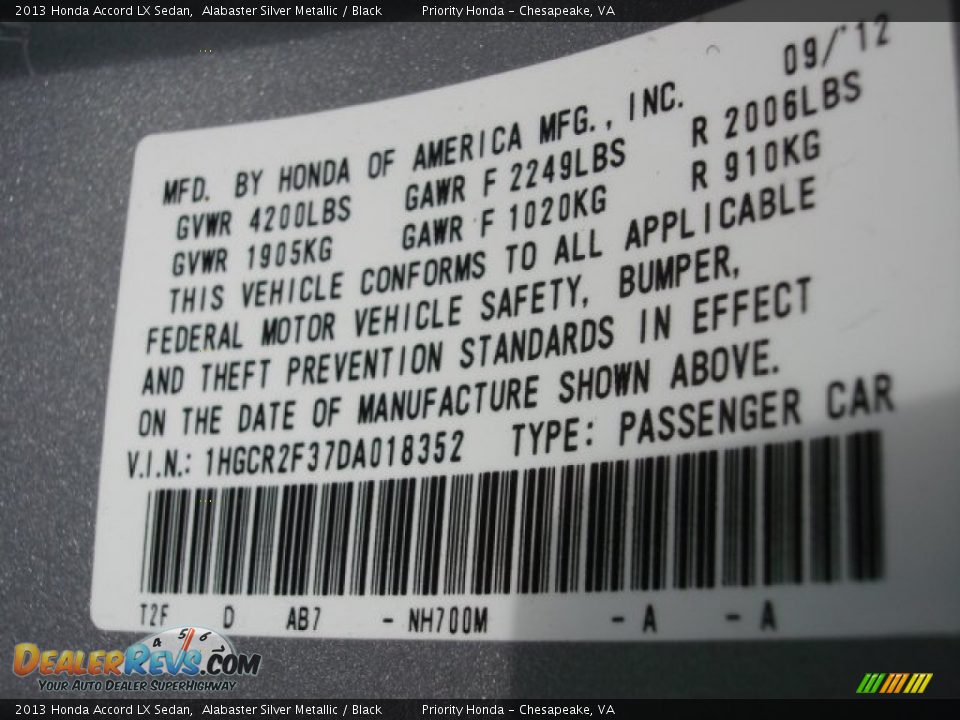 2013 Honda Accord LX Sedan, Alabaster Silver Metallic / Black Priority Honda - Chesapeake, VA
09/'12
MFD. BY HONDA OF AMERICA MFG., INC.
GVWR 4200LBS GAWR F 2249LBS R 2006LBS
GVWR 1905KG GAWR F 1020KG R 910KG
THIS VEHICLE CONFORMS TO ALL APPLICABLE
FEDERAL MOTOR VEHICLE SAFETY, BUMPER,
AND THEFT PREVENTION STANDARDS IN EFFECT
ON THE DATE OF MANUFACTURE SHOWN ABOVE.
V.I.N.: 1HGCR2F37DA018352 TYPE: PASSENGER CAR
T2F D AB7 - NH700M - A - A
4 5 6
DealerRevs.com
Your Auto Dealer SuperHighway
2013 Honda Accord LX Sedan, Alabaster Silver Metallic / Black Priority Honda - Chesapeake, VA